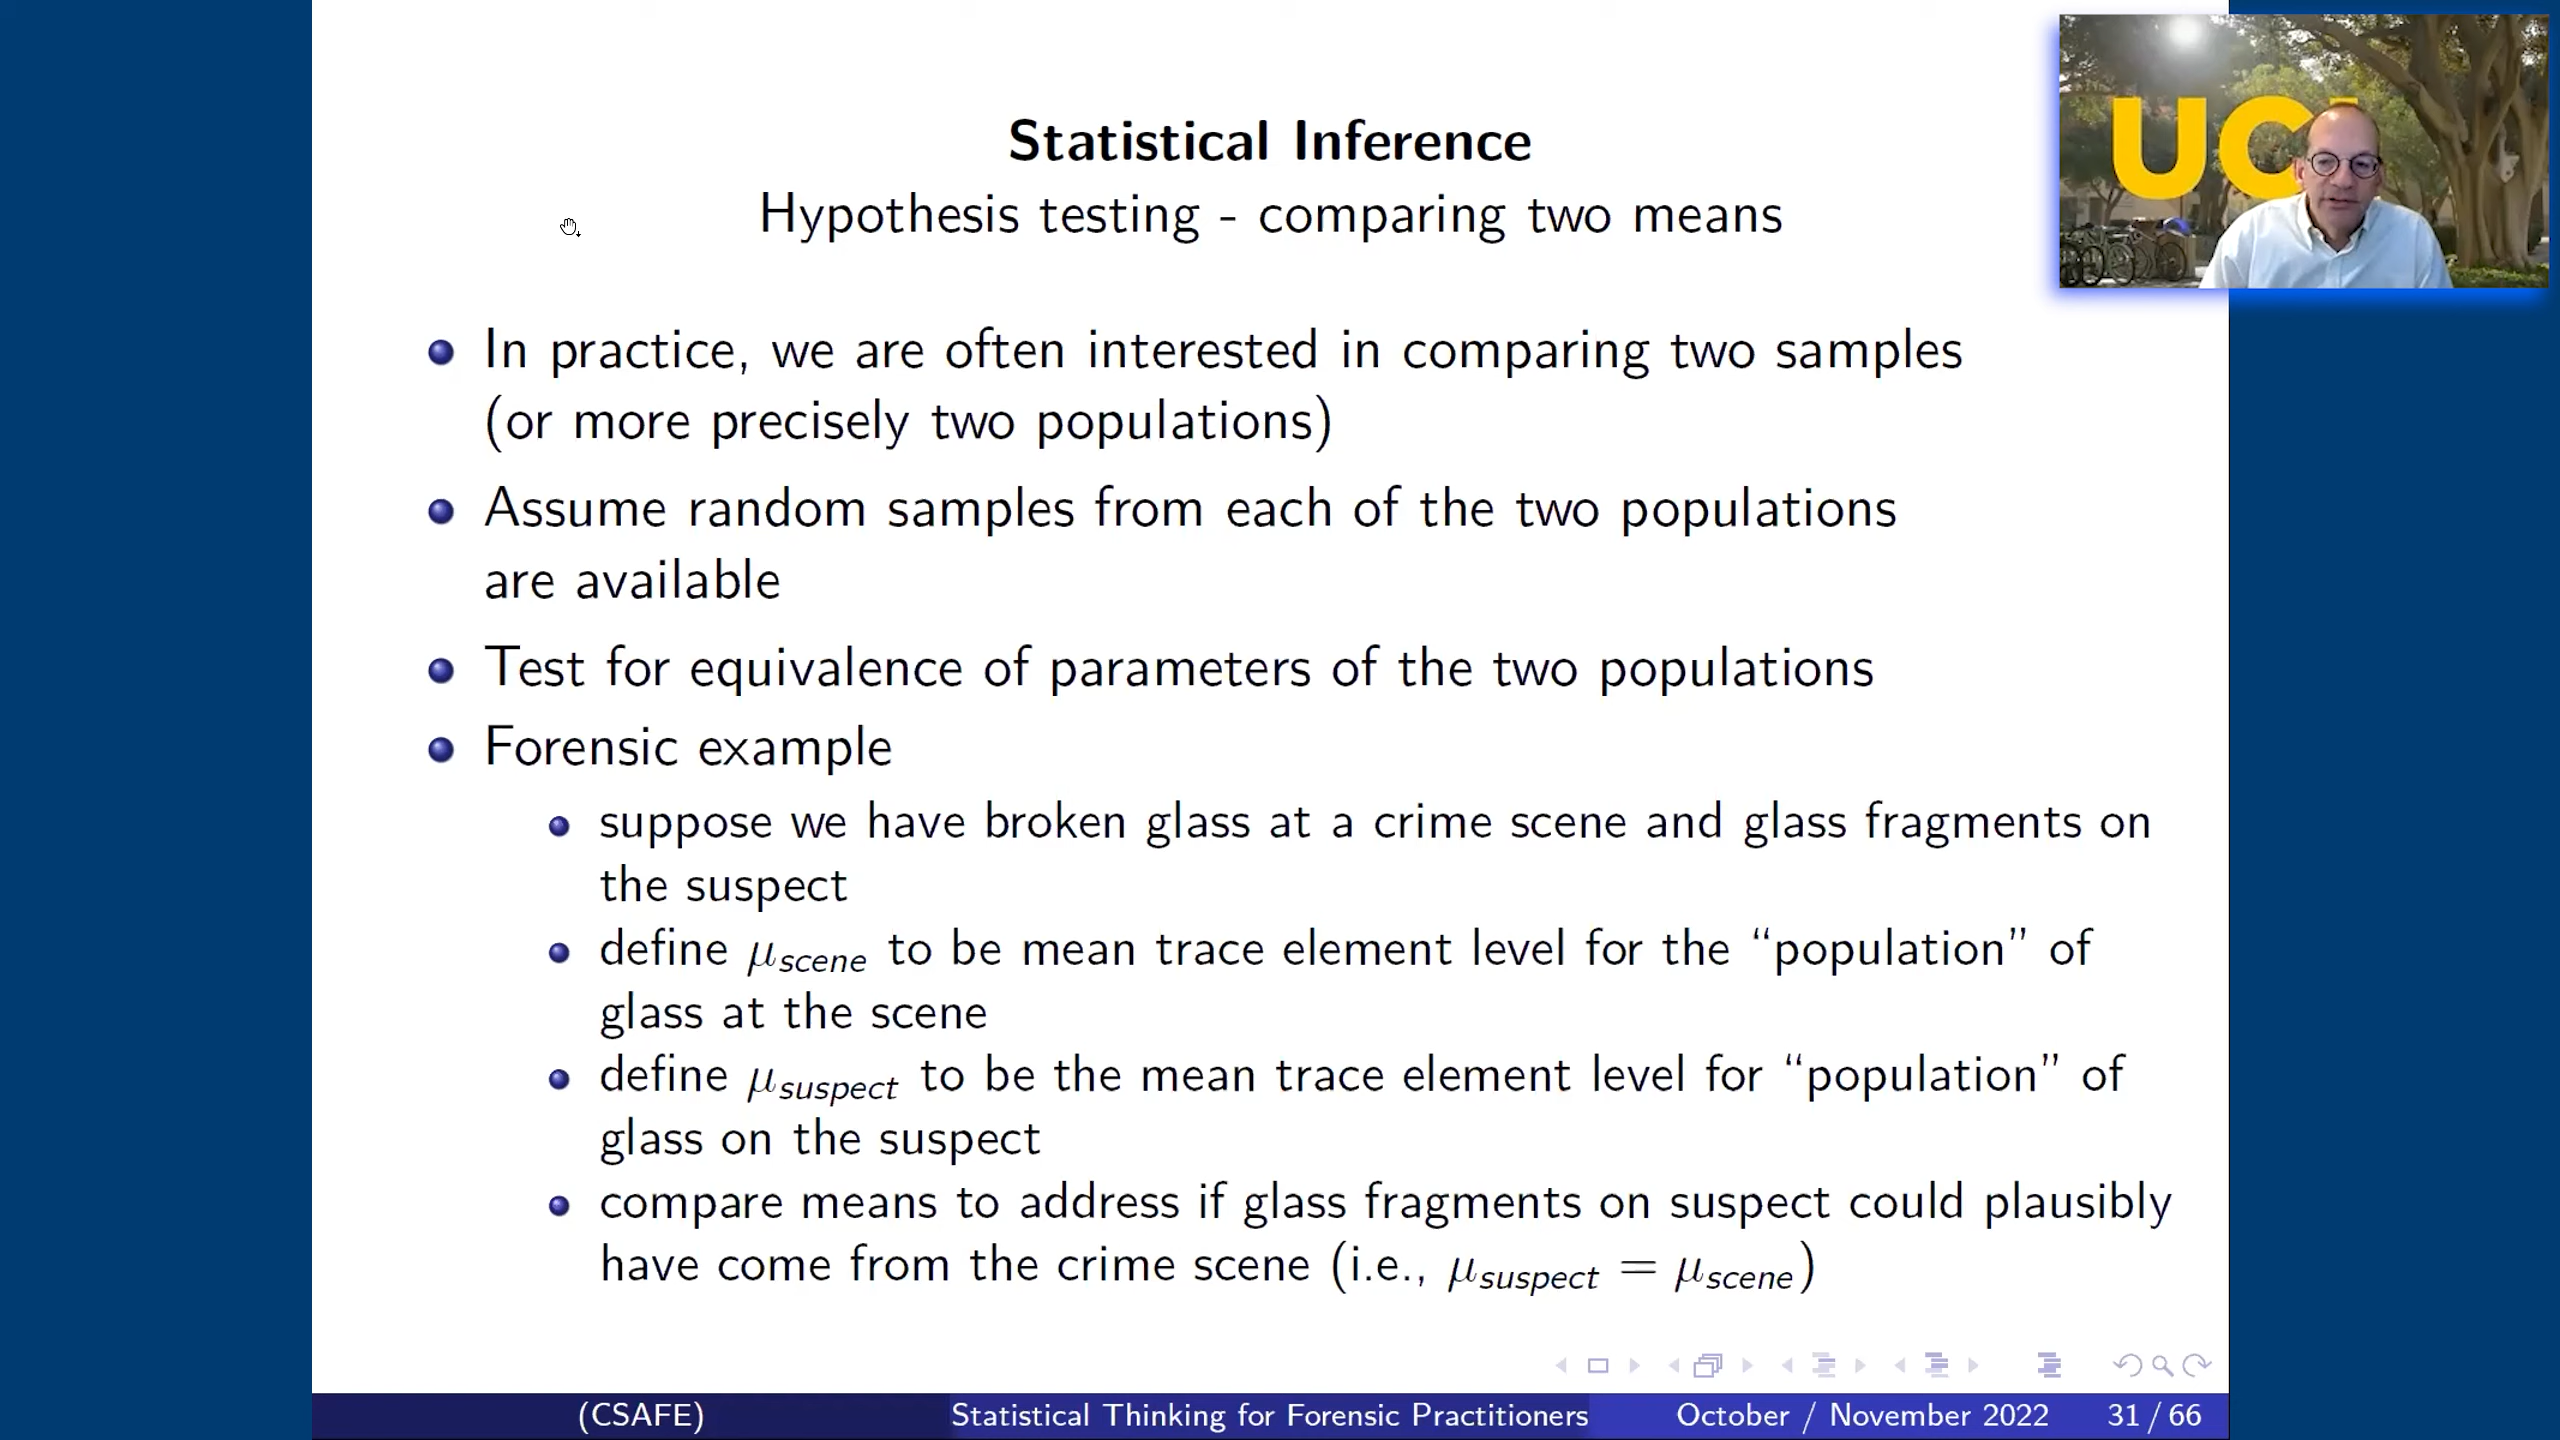 Statistical Inference
Hypothesis testing - comparing two means
UC
In practice, we are often interested in comparing two samples
(or more precisely two populations)
Assume random samples from each of the two populations
are available
Test for equivalence of parameters of the two populations
Forensic example
suppose we have broken glass at a crime scene and glass fragments on
the suspect
define μscene to be mean trace element level for the “population” of
glass at the scene
define μsuspect to be the mean trace element level for “population” of
glass on the suspect
compare means to address if glass fragments on suspect could plausibly
have come from the crime scene (i.e., μsuspect = μscene)
(CSAFE) Statistical Thinking for Forensic Practitioners October / November 2022 31 / 66